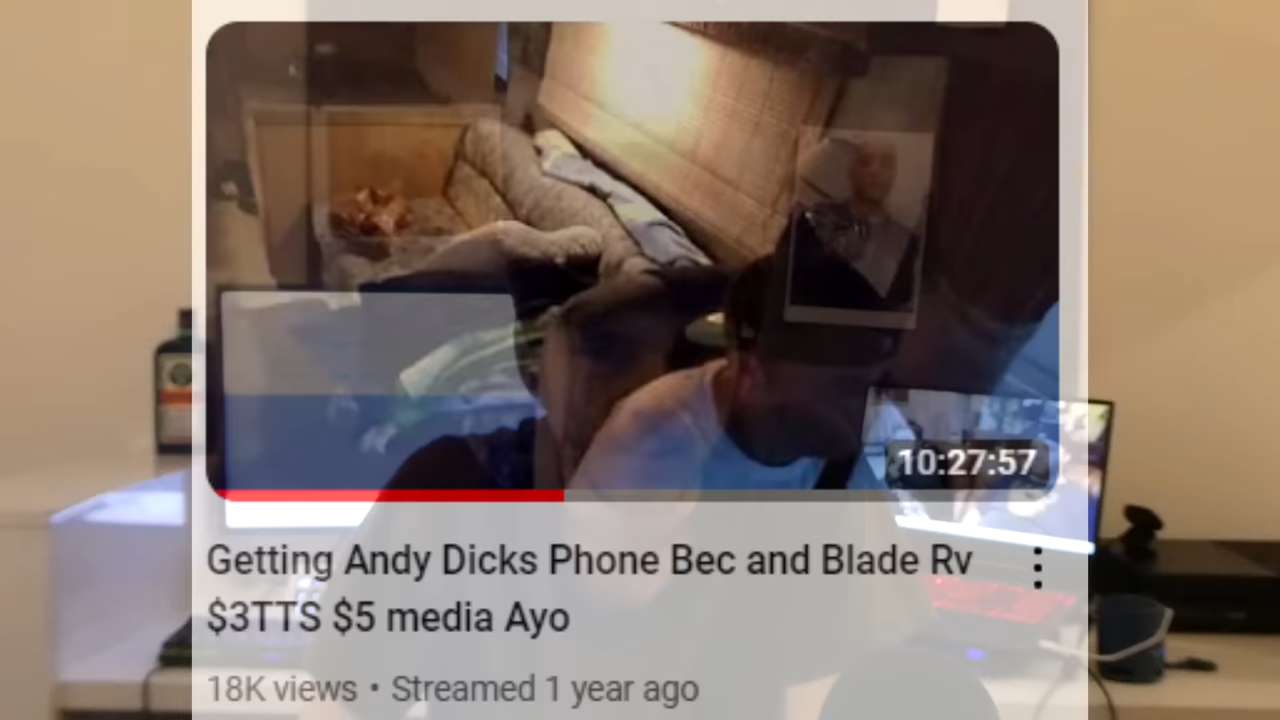 10:27:57
Getting Andy Dicks Phone Bec and Blade Rv
$3TTS $5 media Ayo
18K views • Streamed 1 year ago